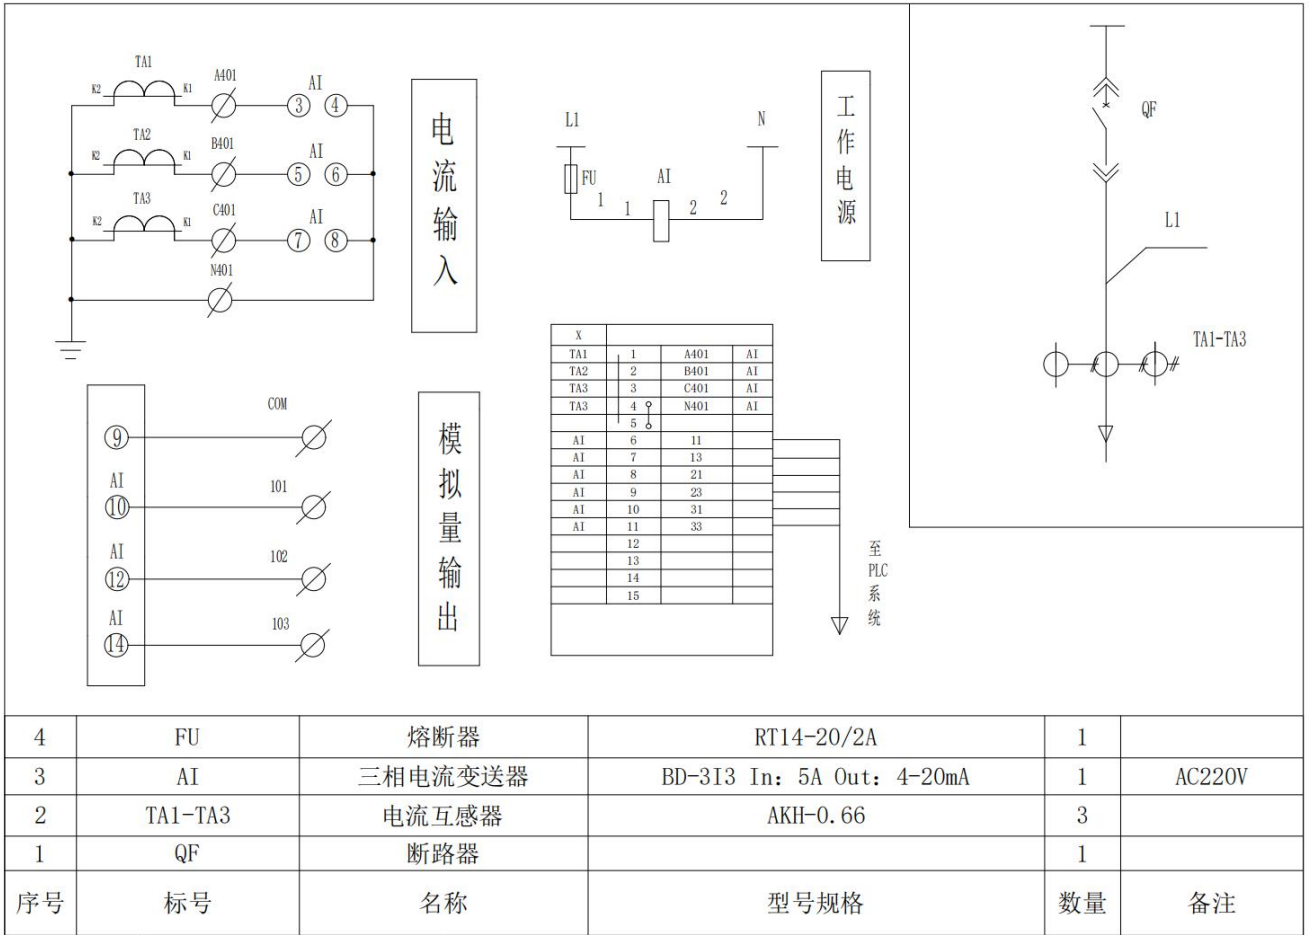 TA1
A401
AI
K2
K1
③ ④
TA2
B401
AI
K2
K1
⑤ ⑥
TA3
C401
AI
K2
K1
⑦ ⑧
N401
电流输入
L1
N
FU
AI
1
1
2
2
工作电源
QF
L1
TA1-TA3
COM
⑨
AI
101
⑩
AI
102
⑫
AI
103
⑭
模拟量输出
X
TA1 1 A401 AI
TA2 2 B401 AI
TA3 3 C401 AI
TA3 4 N401 AI
5
AI 6 11
AI 7 13
AI 8 21
AI 9 23
AI 10 31
AI 11 33
12
13
14
15
至
PLC
系
统
4 FU 熔断器 RT14-20/2A 1
3 AI 三相电流变送器 BD-3I3 In: 5A Out: 4-20mA 1 AC220V
2 TA1-TA3 电流互感器 AKH-0.66 3
1 QF 断路器 1
序号 标号 名称 型号规格 数量 备注